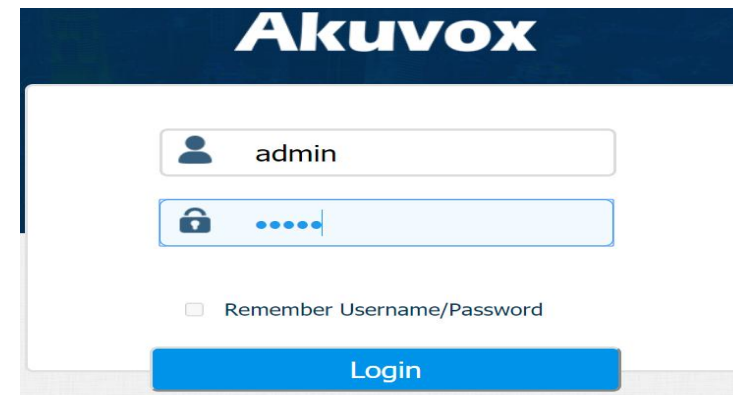 Akuvox
admin
•••••
Remember Username/Password
Login